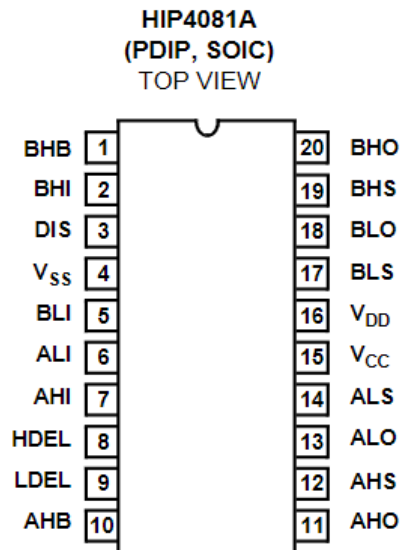 HIP4081A
(PDIP, SOIC)
TOP VIEW
BHB 1 20 BHO
BHI 2 19 BHS
DIS 3 18 BLO
VSS 4 17 BLS
BLI 5 16 VDD
ALI 6 15 VCC
AHI 7 14 ALS
HDEL 8 13 ALO
LDEL 9 12 AHS
AHB 10 11 AHO